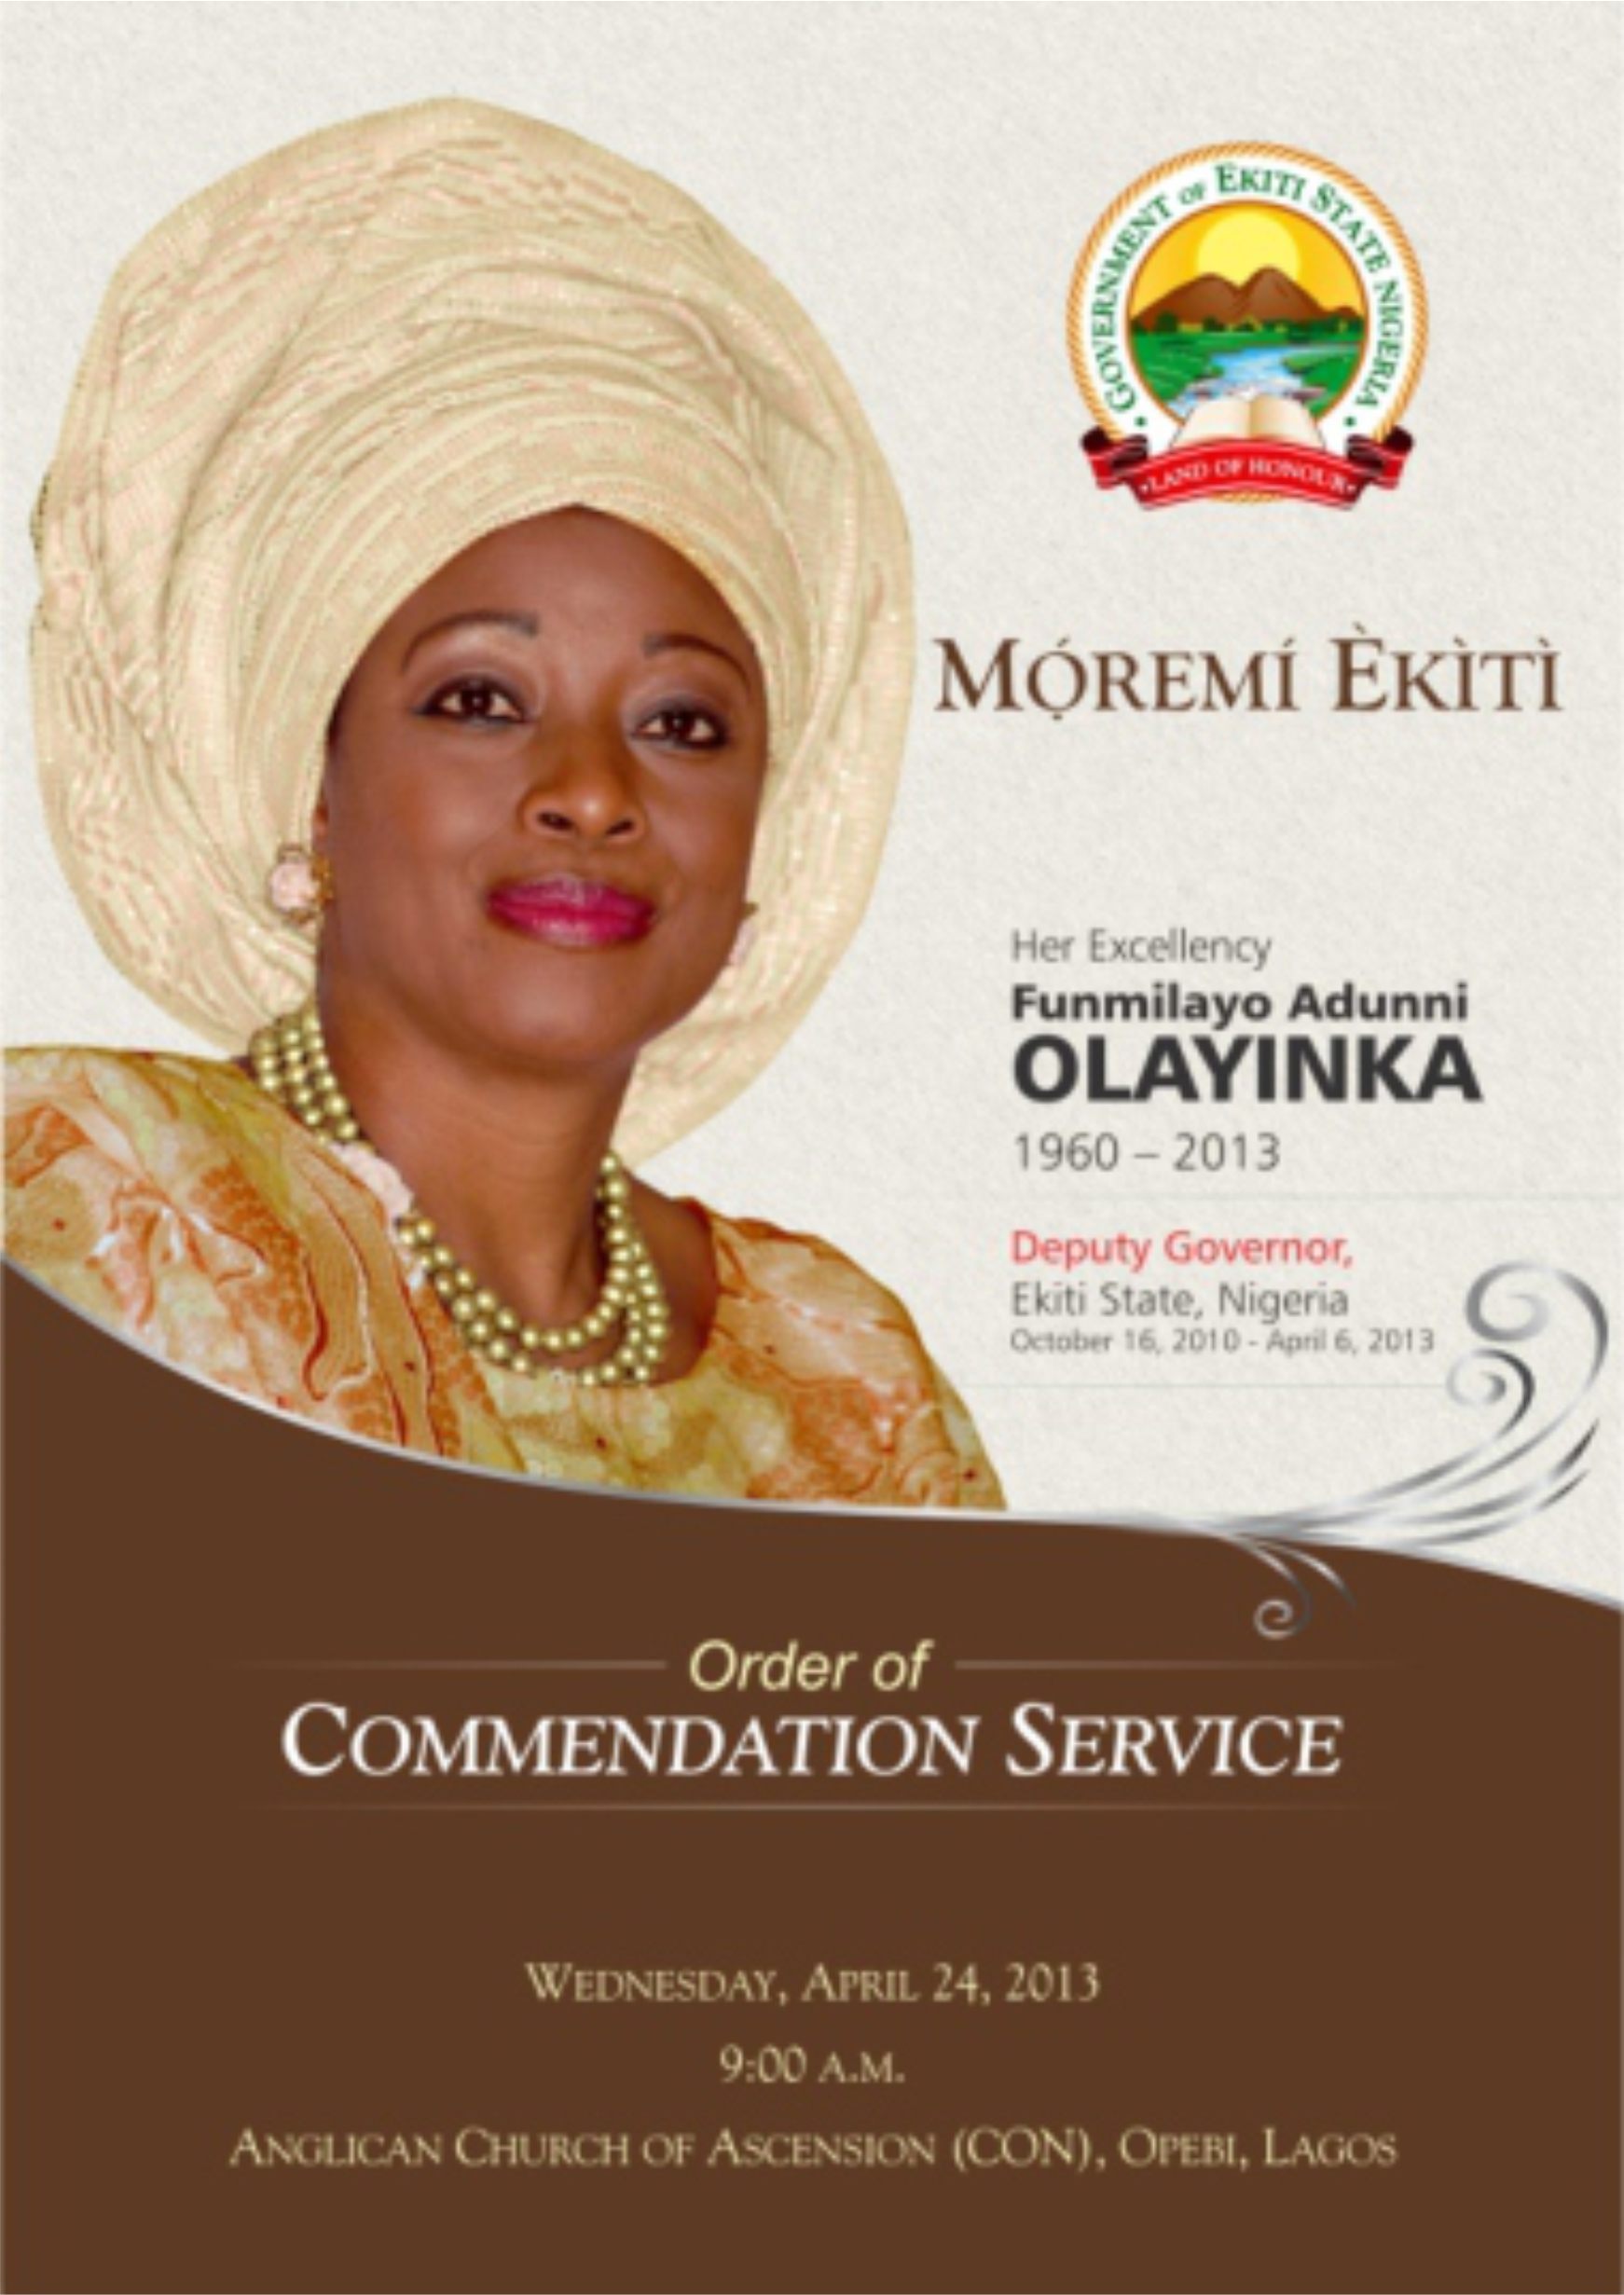 GOVERNMENT OF EKITI STATE NIGERIA
LAND OF HONOUR
MỌ́REMÍ ÈKÌTÌ
Her Excellency
Funmilayo Adunni
OLAYINKA
1960 – 2013
Deputy Governor,
Ekiti State, Nigeria
October 16, 2010 - April 6, 2013
Order of
COMMENDATION SERVICE
WEDNESDAY, APRIL 24, 2013
9:00 A.M.
ANGLICAN CHURCH OF ASCENSION (CON), OPEBI, LAGOS